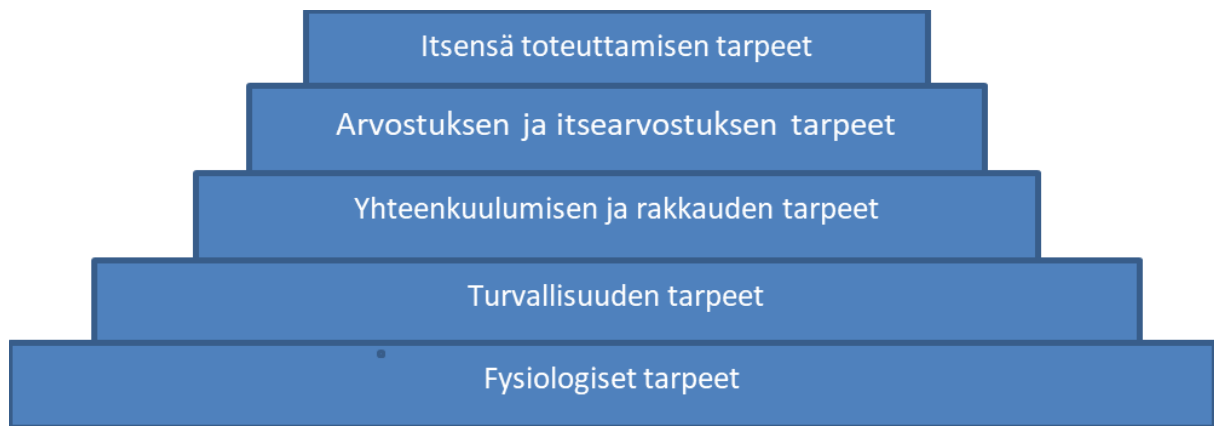 Itsensä toteuttamisen tarpeet
Arvostuksen ja itsearvostuksen tarpeet
Yhteenkuulumisen ja rakkauden tarpeet
Turvallisuuden tarpeet
Fysiologiset tarpeet